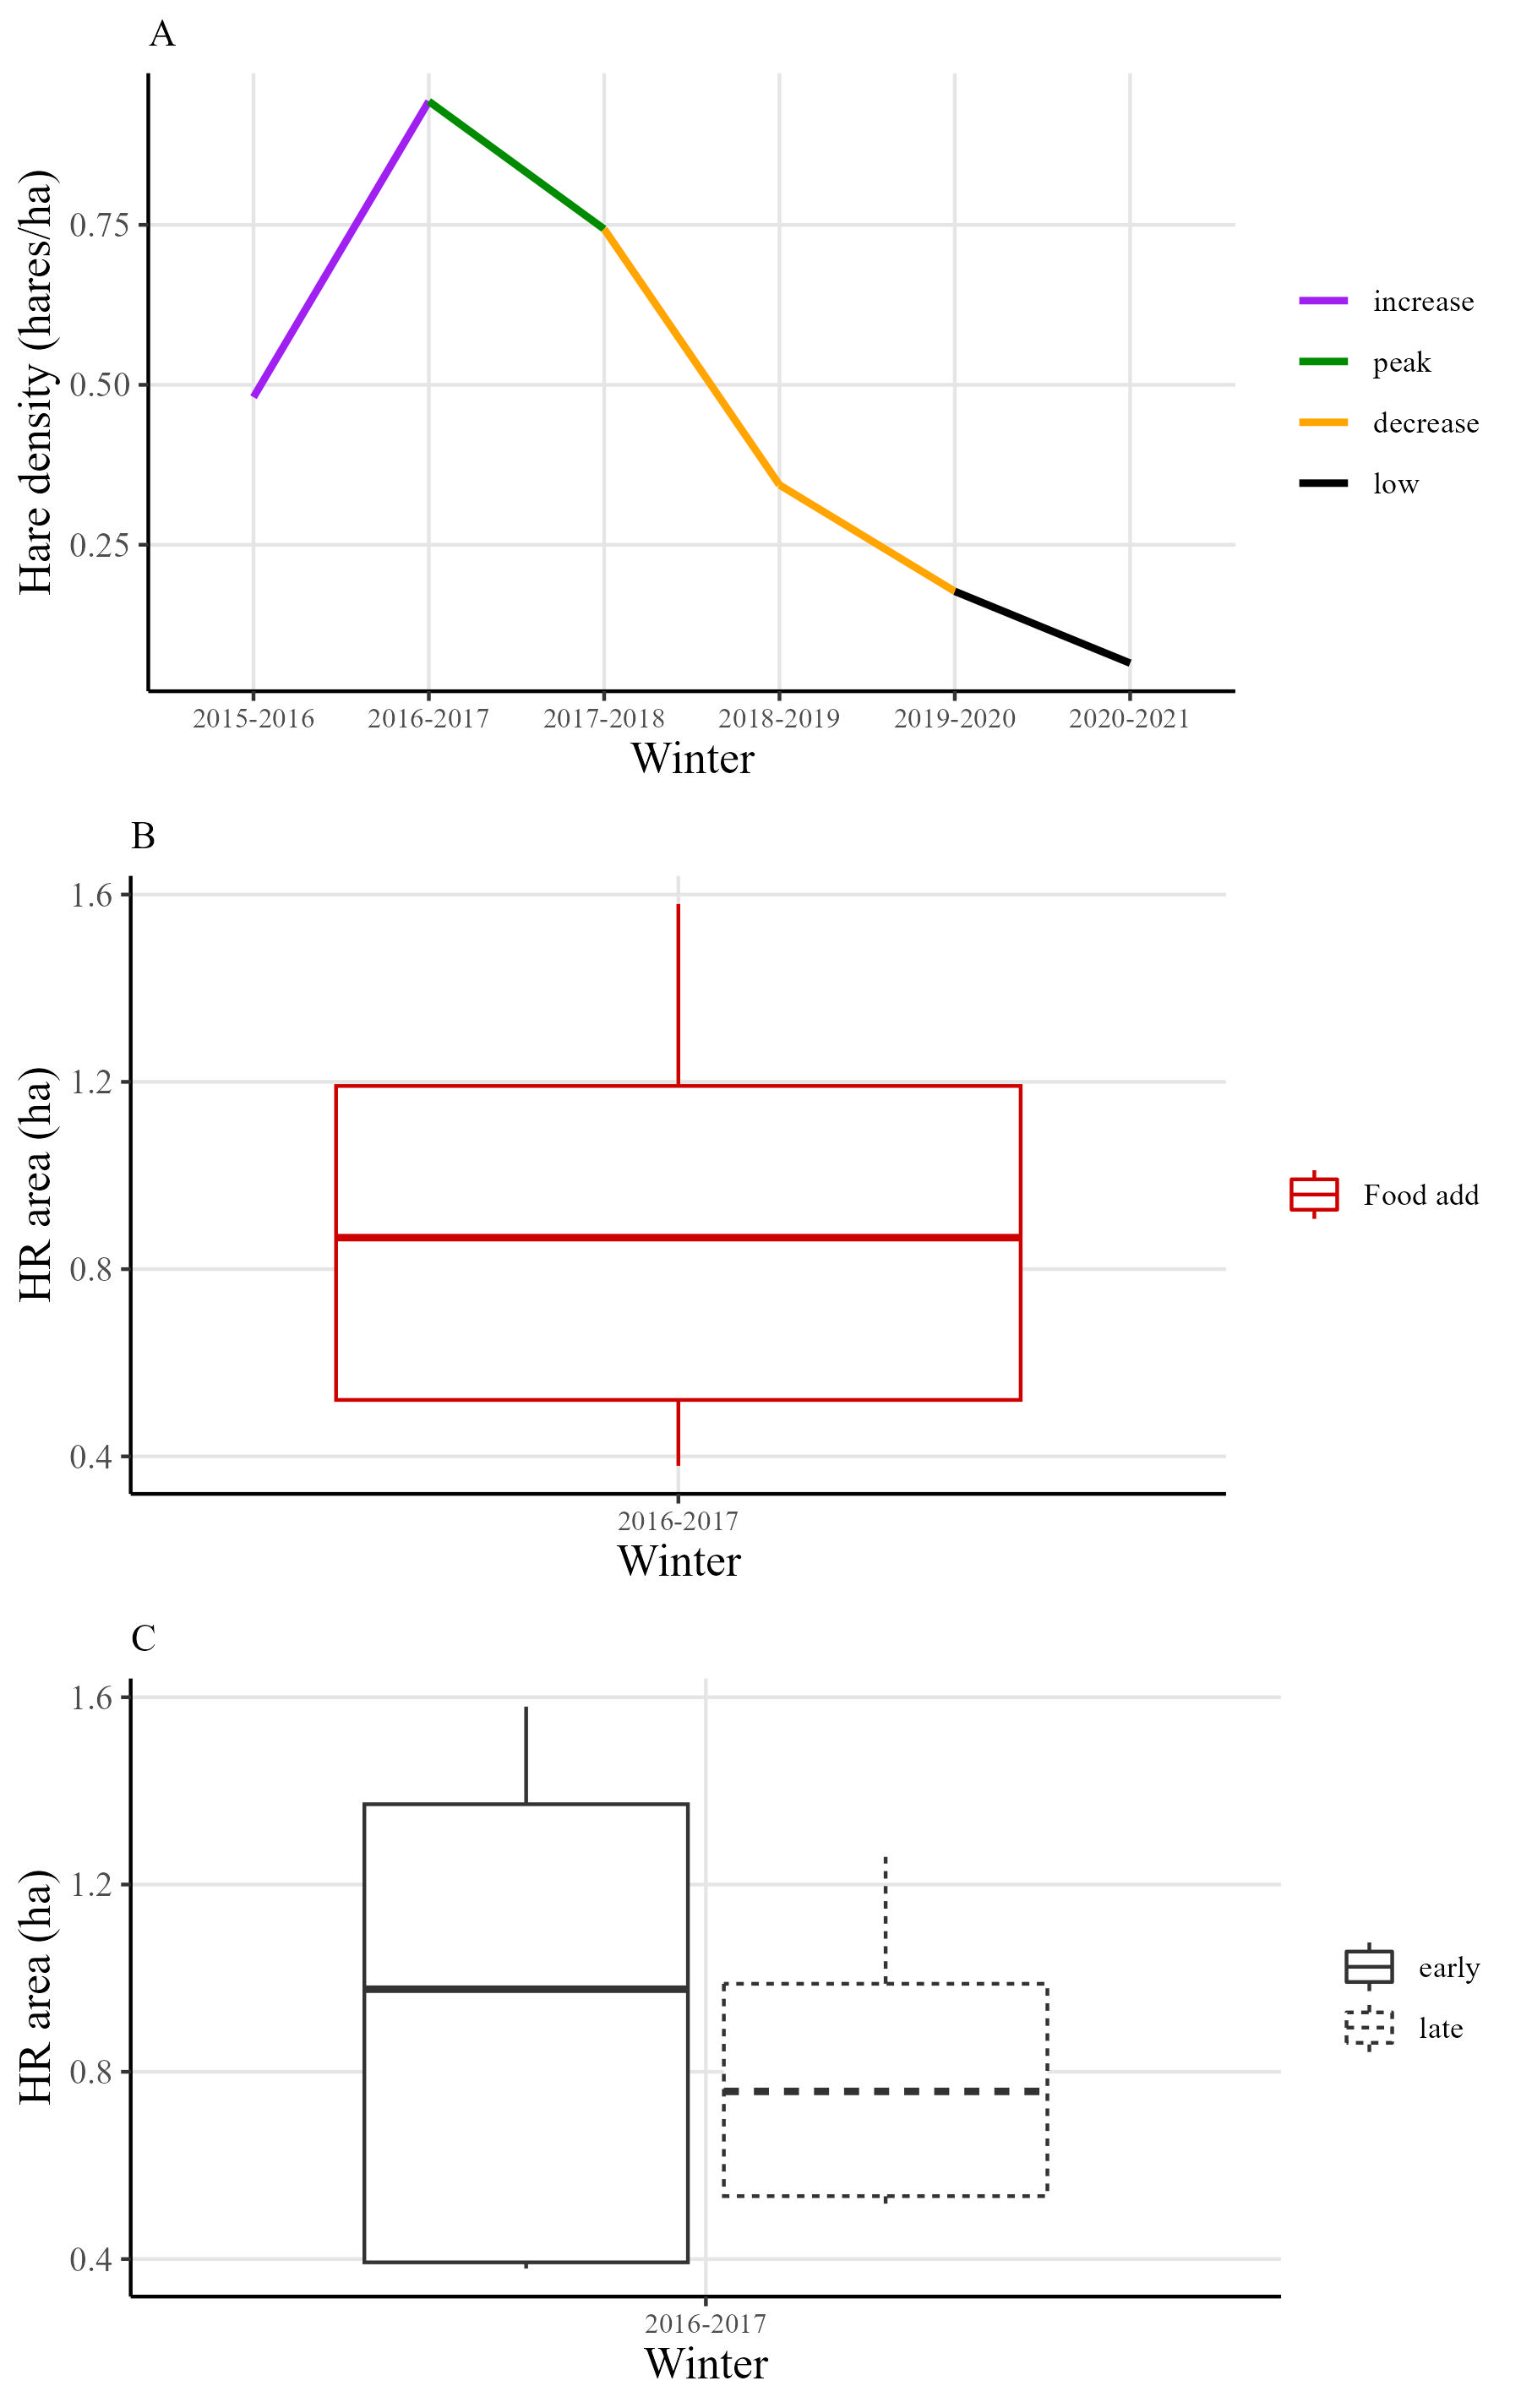 A
Hare density (hares/ha)
0.75
0.50
0.25
2015-2016 2016-2017 2017-2018 2018-2019 2019-2020 2020-2021
Winter
increase
peak
decrease
low
B
HR area (ha)
1.6
1.2
0.8
0.4
2016-2017
Winter
Food add
C
HR area (ha)
1.6
1.2
0.8
0.4
2016-2017
Winter
early
late